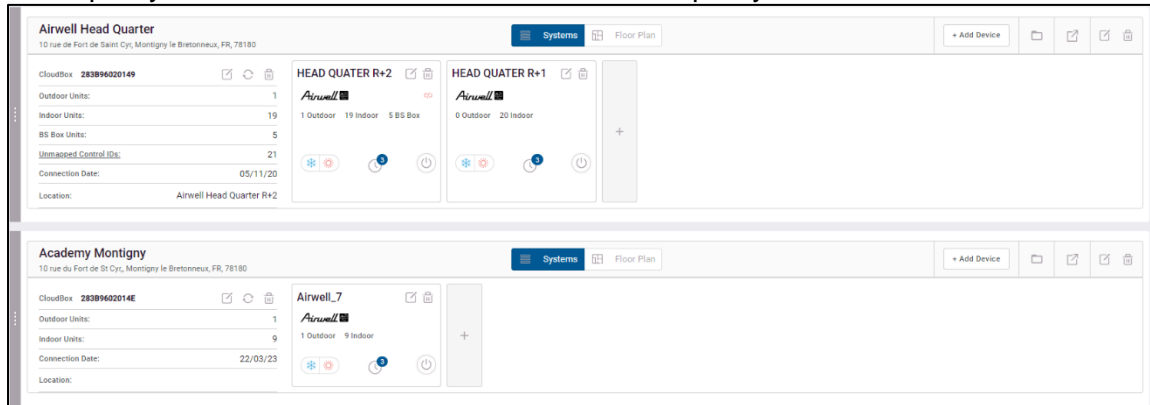 Airwell Head Quarter
10 rue de Fort de Saint Cyr, Montigny le Bretonneux, FR, 78180
Systems
Floor Plan
+ Add Device
CloudBox 283B96020149
Outdoor Units: 1
Indoor Units: 19
BS Box Units: 5
Unmapped Control IDs: 21
Connection Date: 05/11/20
Location: Airwell Head Quarter R+2
HEAD QUATER R+2
Airwell
1 Outdoor 19 Indoor 5 BS Box
3
HEAD QUATER R+1
Airwell
0 Outdoor 20 Indoor
3
+
Academy Montigny
10 rue du Fort de St Cyr, Montigny le Bretonneux, FR, 78180
Systems
Floor Plan
+ Add Device
CloudBox 283B9602014E
Outdoor Units: 1
Indoor Units: 9
Connection Date: 22/03/23
Location:
Airwell_7
Airwell
1 Outdoor 9 Indoor
3
+